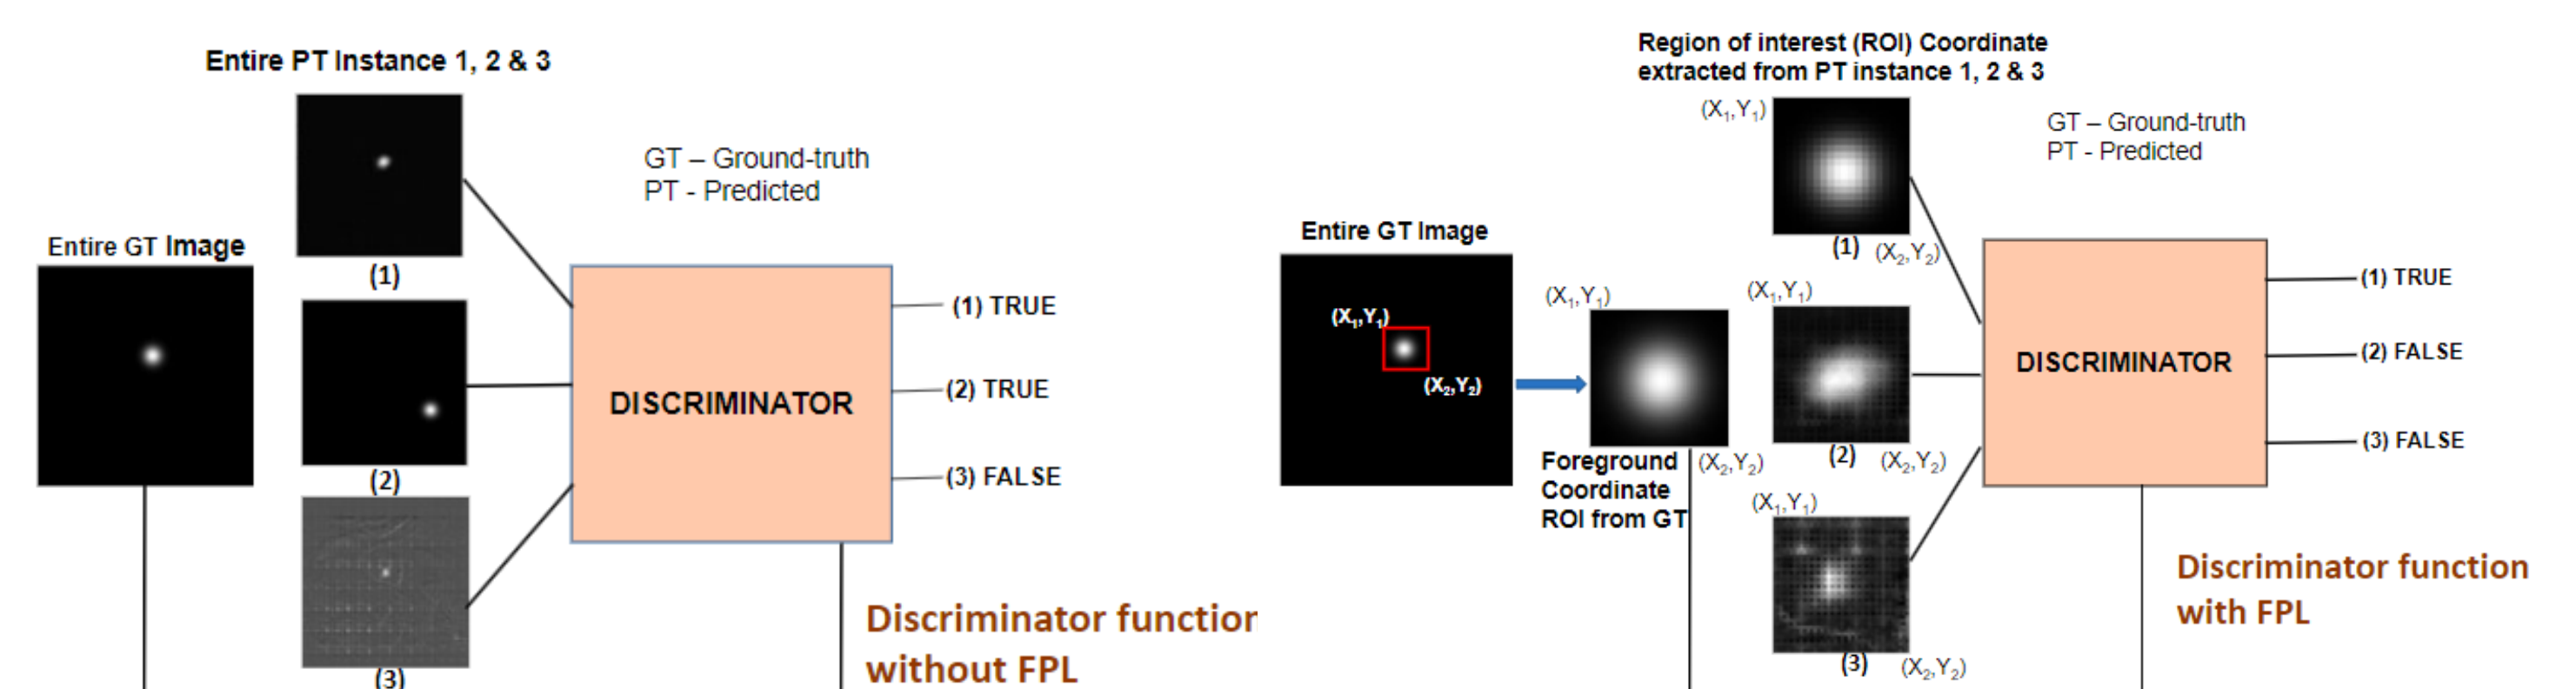 Entire PT Instance 1, 2 & 3
GT – Ground-truth
PT - Predicted
Entire GT Image
(1)
(2)
(3)
DISCRIMINATOR
(1) TRUE
(2) TRUE
(3) FALSE
Discriminator function
without FPL
Region of interest (ROI) Coordinate
extracted from PT instance 1, 2 & 3
GT – Ground-truth
PT - Predicted
Entire GT Image
(X₁,Y₁)
(X₂,Y₂)
(X₁,Y₁)
Foreground
Coordinate
ROI from GT
(X₂,Y₂)
(X₁,Y₁)
(1)
(X₂,Y₂)
(X₁,Y₁)
(2)
(X₂,Y₂)
(X₁,Y₁)
(3)
(X₂,Y₂)
DISCRIMINATOR
(1) TRUE
(2) FALSE
(3) FALSE
Discriminator function
with FPL